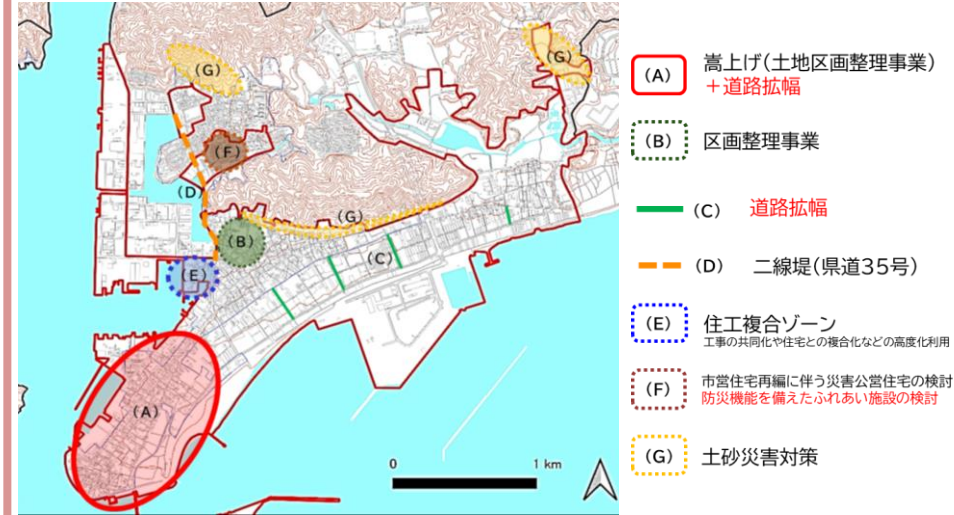 (G)
(G)
(F)
(D)
(G)
(B)
(C)
(E)
(A)
0
1 km
(A)
嵩上げ(土地区画整理事業)
+道路拡幅
(B)
区画整理事業
(C)
道路拡幅
(D)
二線堤(県道35号)
(E)
住工複合ゾーン
工事の共同化や住宅との複合化などの高度化利用
(F)
市営住宅再編に伴う災害公営住宅の検討
防災機能を備えたふれあい施設の検討
(G)
土砂災害対策